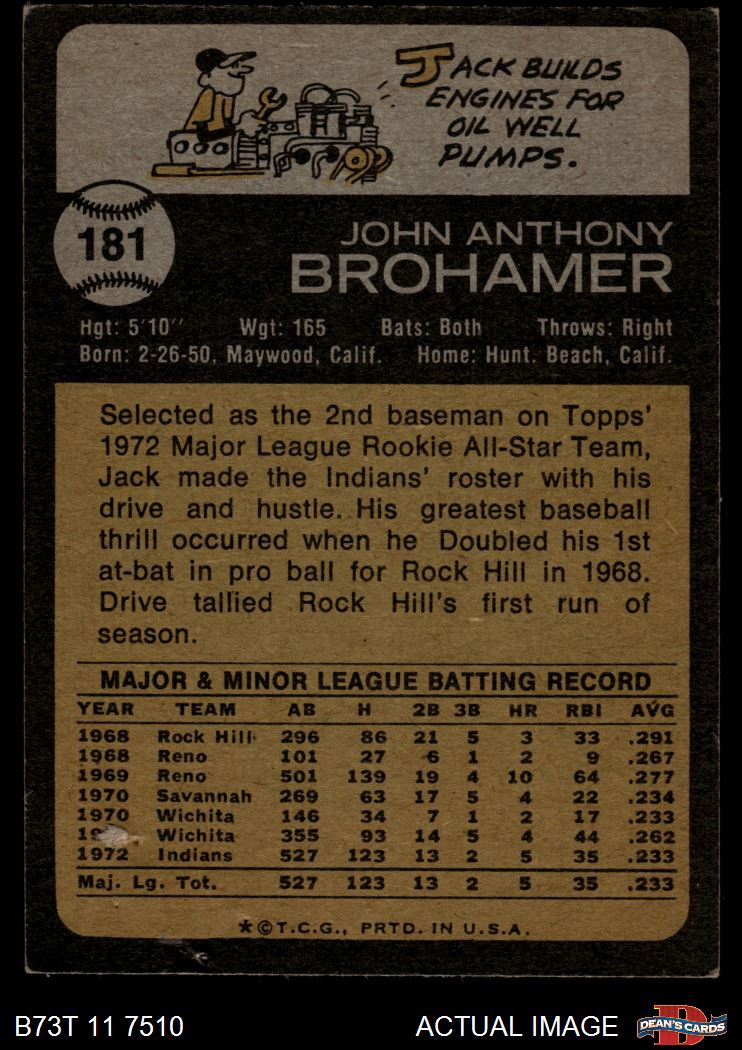 JACK BUILDS
ENGINES FOR
OIL WELL
PUMPS.
181
JOHN ANTHONY
BROHAMER
Hgt: 5'10" Wgt: 165 Bats: Both Throws: Right
Born: 2-26-50, Maywood, Calif. Home: Hunt. Beach, Calif.
Selected as the 2nd baseman on Topps'
1972 Major League Rookie All-Star Team,
Jack made the Indians' roster with his
drive and hustle. His greatest baseball
thrill occurred when he Doubled his 1st
at-bat in pro ball for Rock Hill in 1968.
Drive tallied Rock Hill's first run of
season.
MAJOR & MINOR LEAGUE BATTING RECORD
YEAR TEAM AB H 2B 3B HR RBI AVG
1968 Rock Hill 296 86 21 5 3 33 .291
1968 Reno 101 27 6 1 2 9 .267
1969 Reno 501 139 19 4 10 64 .277
1970 Savannah 269 63 17 5 4 22 .234
1970 Wichita 146 34 7 1 2 17 .233
Wichita 355 93 14 5 4 44 .262
1972 Indians 527 123 13 2 5 35 .233
Maj. Lg. Tot. 527 123 13 2 5 35 .233
*©T.C.G., PRTD. IN U.S.A.
B73T 11 7510 ACTUAL IMAGE DEAN'S CARDS